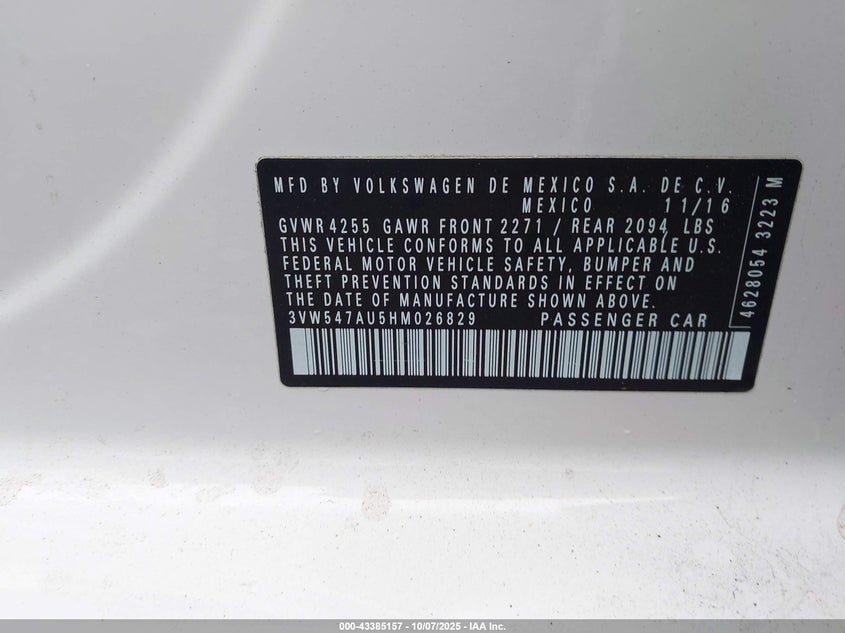 MFD BY VOLKSWAGEN DE MEXICO S.A. DE C.V.
MEXICO 11/16
GVWR 4255 GAWR FRONT 2271 / REAR 2094 LBS
THIS VEHICLE CONFORMS TO ALL APPLICABLE U.S.
FEDERAL MOTOR VEHICLE SAFETY, BUMPER AND
THEFT PREVENTION STANDARDS IN EFFECT ON
THE DATE OF MANUFACTURE SHOWN ABOVE.
3VW547AU5HM026829 PASSENGER CAR
4628054 3223 M
000-43385157 - 10/07/2025 - IAA Inc.